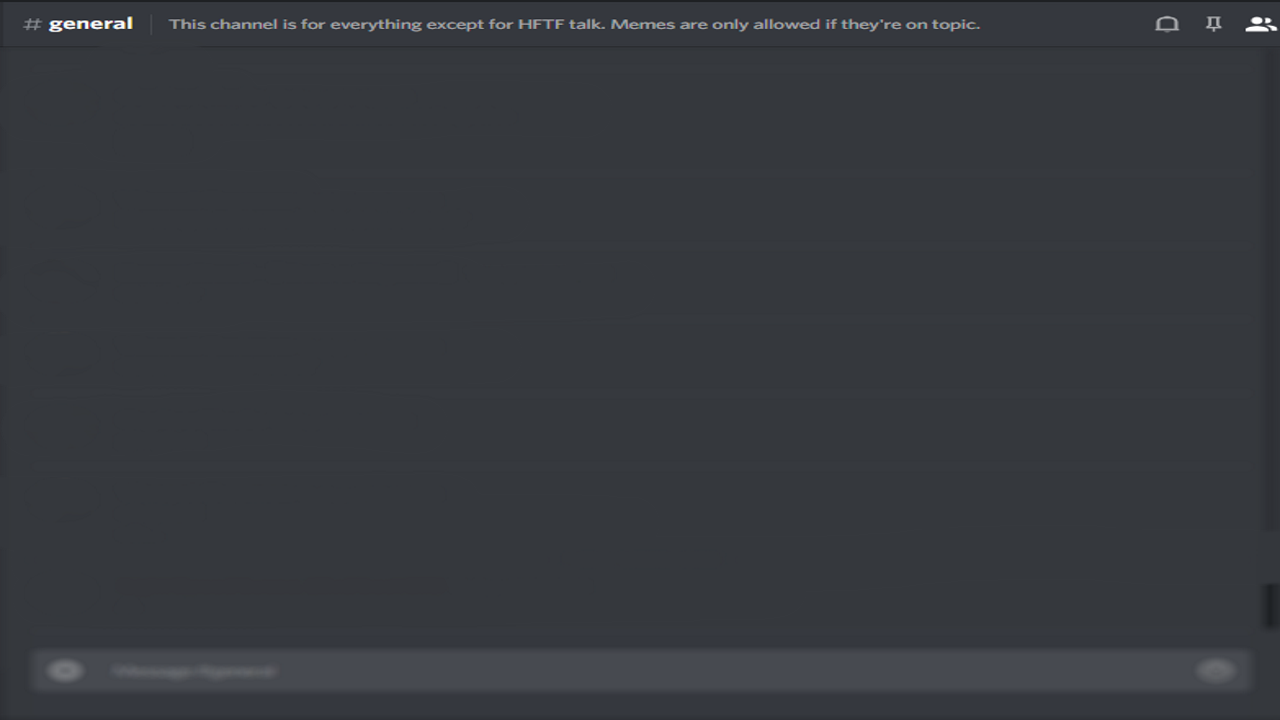 # general This channel is for everything except for HFTF talk. Memes are only allowed if they're on topic.